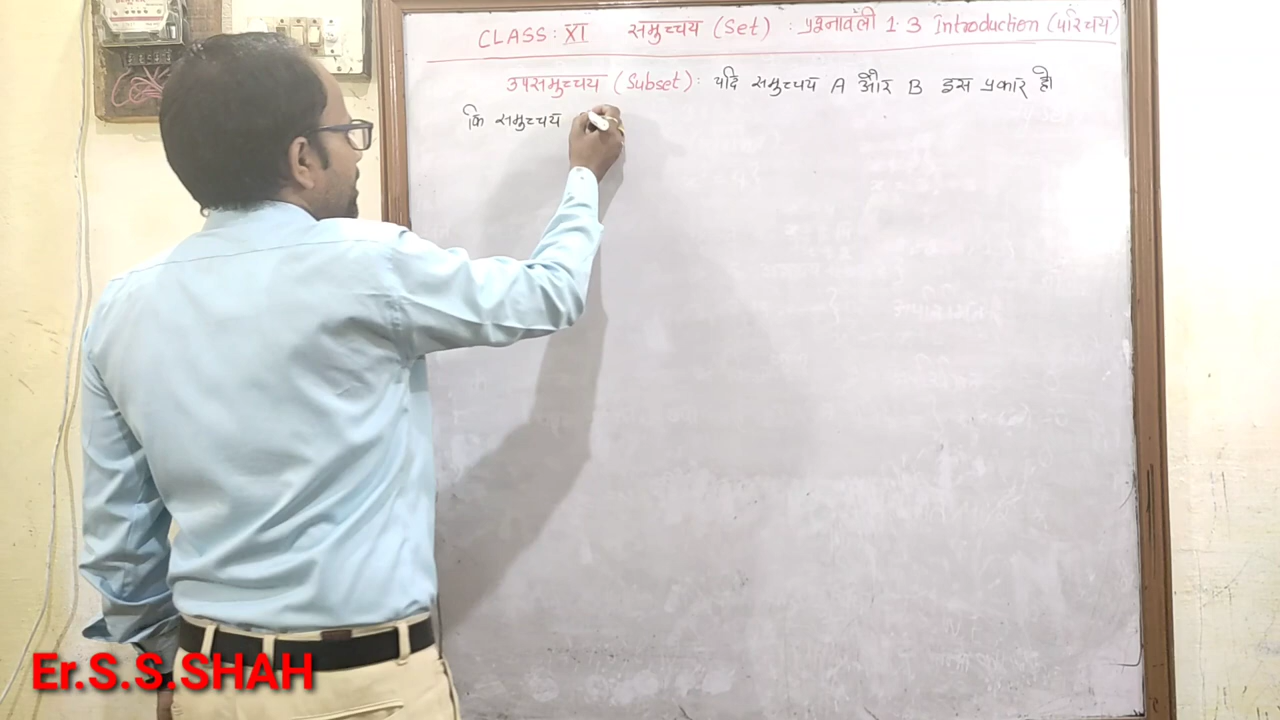 CLASS: XI समुच्चय (Set) : प्रश्नावली 1.3 Introduction (परिचय)
उपसमुच्चय (Subset): यदि समुच्चय A और B इस प्रकार हो
कि समुच्चय
Er.S.S.SHAH